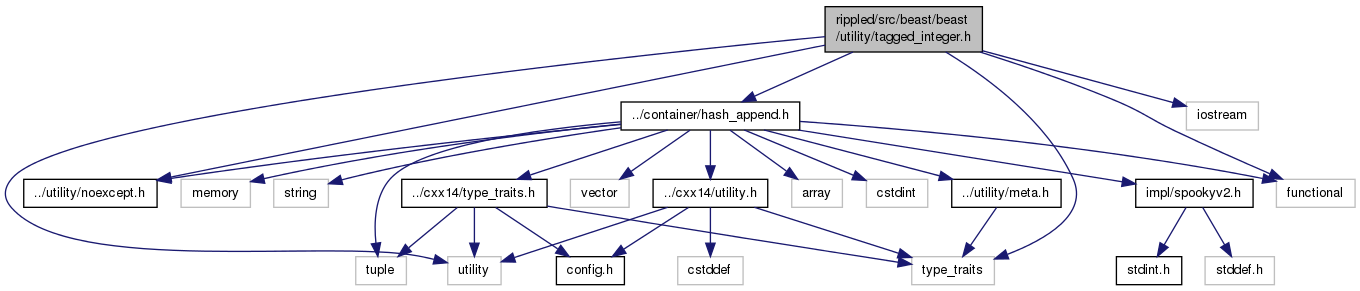 rippled/src/beast/beast
/utility/tagged_integer.h
../container/hash_append.h
iostream
../utility/noexcept.h
memory
string
../cxx14/type_traits.h
vector
../cxx14/utility.h
array
cstdint
../utility/meta.h
impl/spookyv2.h
functional
tuple
utility
config.h
cstddef
type_traits
stdint.h
stddef.h